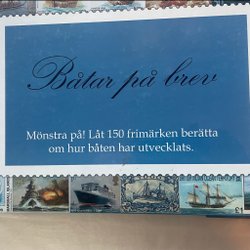 Båtar på brev
Mönstra på! Låt 150 frimärken berätta
om hur båten har utvecklats.